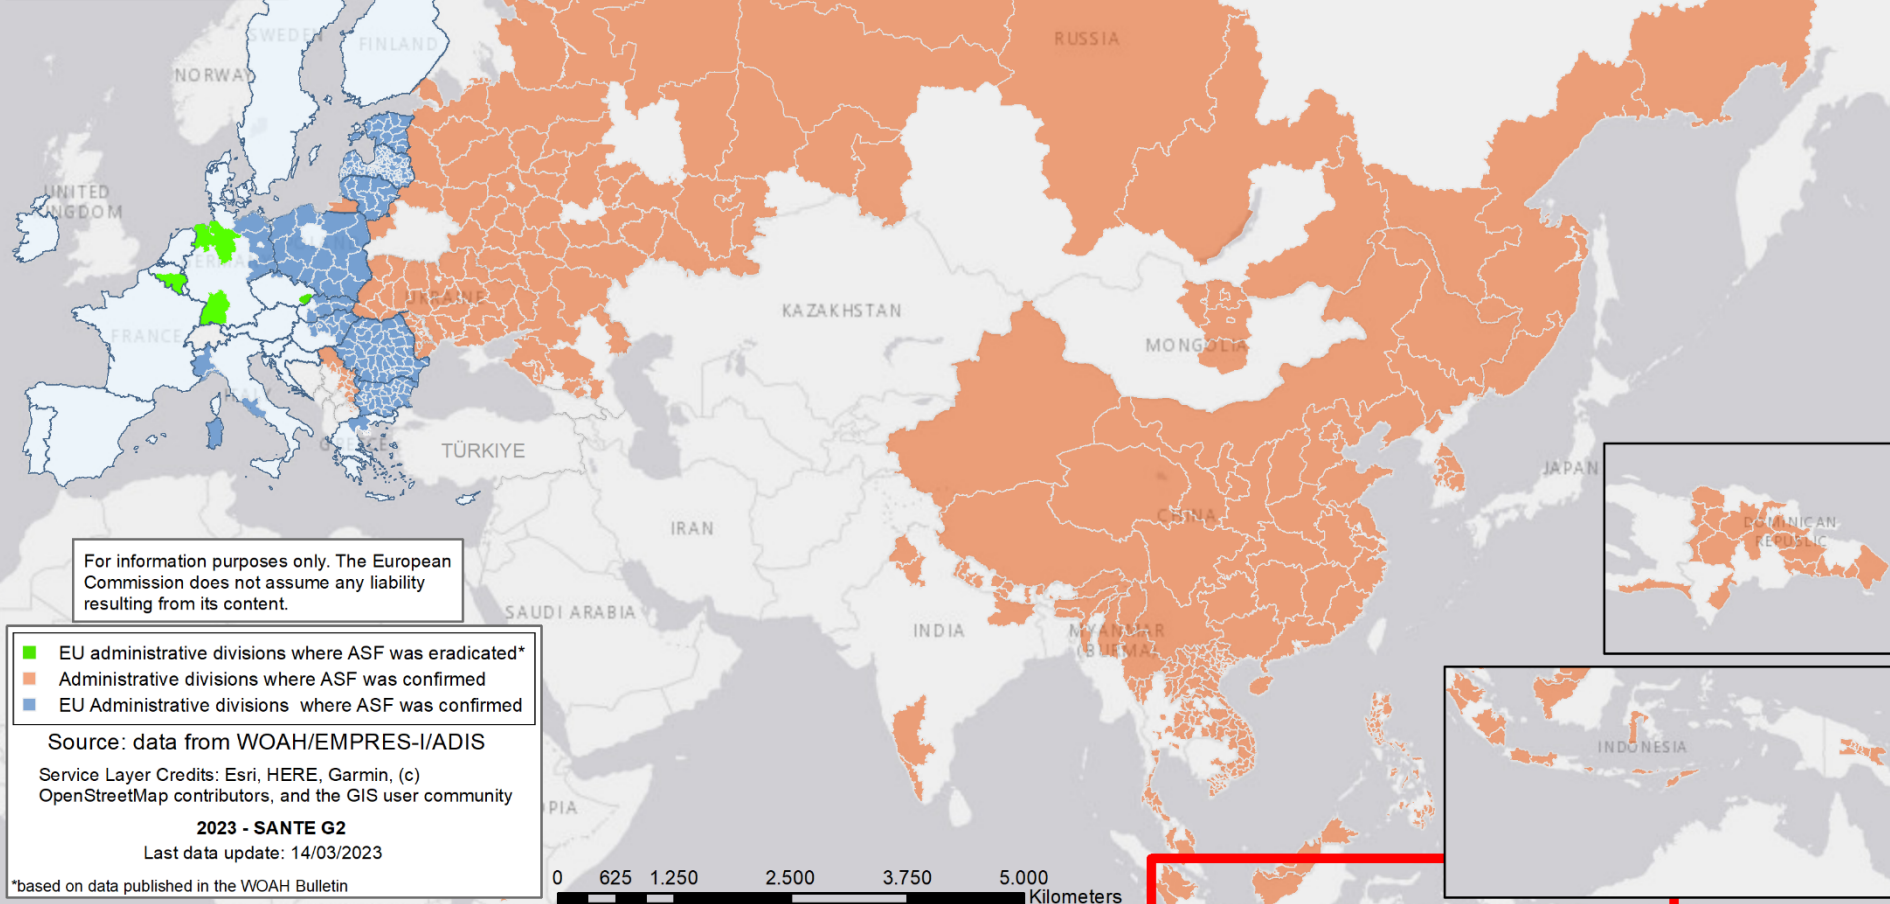 SWEDEN
FINLAND
RUSSIA
NORWAY
UNITED
KINGDOM
GERMANY
UKRAINE
KAZAKHSTAN
FRANCE
MONGOLIA
ITALY
GREECE
TÜRKIYE
JAPAN
IRAN
CHINA
DOMINICAN
REPUBLIC
SAUDI ARABIA
INDIA
MYANMAR
(BURMA)
INDONESIA
OPIA
For information purposes only. The European
Commission does not assume any liability
resulting from its content.
EU administrative divisions where ASF was eradicated*
Administrative divisions where ASF was confirmed
EU Administrative divisions where ASF was confirmed
Source: data from WOAH/EMPRES-I/ADIS
Service Layer Credits: Esri, HERE, Garmin, (c)
OpenStreetMap contributors, and the GIS user community
2023 - SANTE G2
Last data update: 14/03/2023
*based on data published in the WOAH Bulletin
0 625 1.250 2.500 3.750 5.000
Kilometers